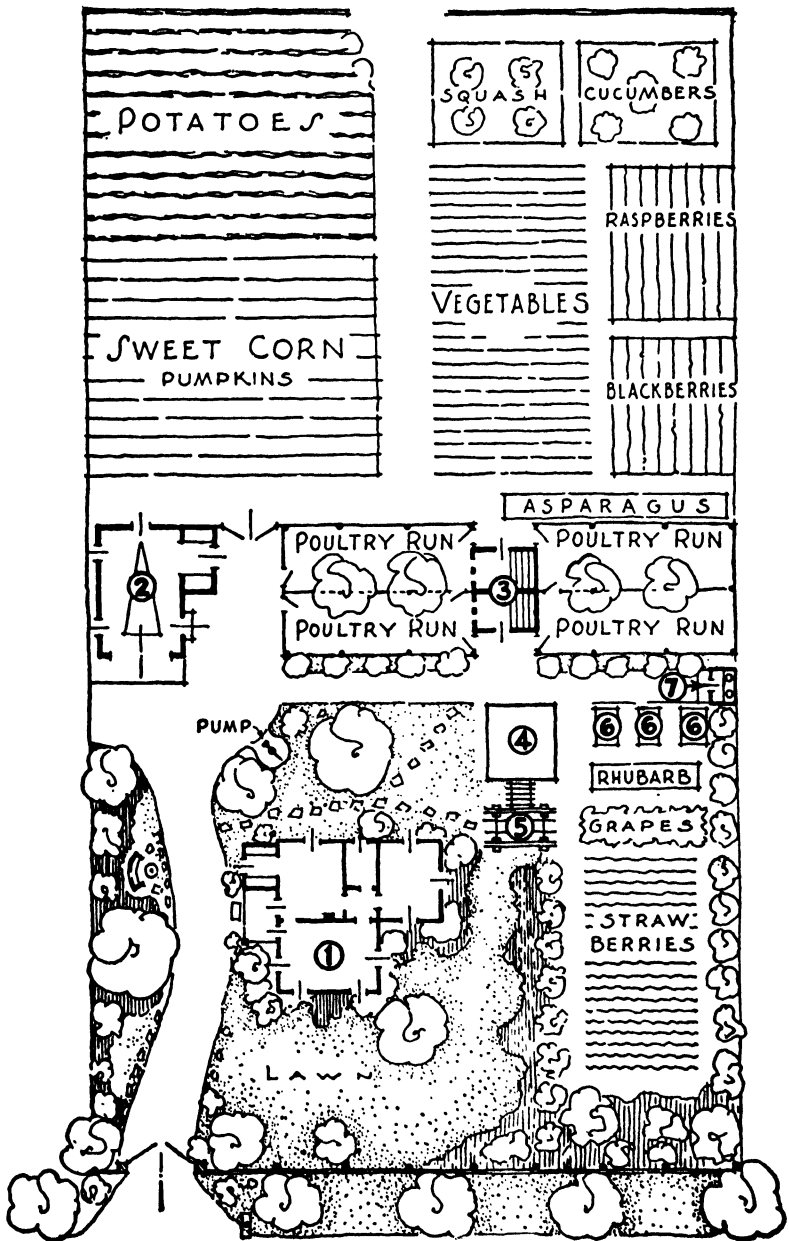 POTATOES
SQUASH
CUCUMBERS
RASPBERRIES
VEGETABLES
SWEET CORN
PUMPKINS
BLACKBERRIES
ASPARAGUS
POULTRY RUN
POULTRY RUN
2
3
POULTRY RUN
POULTRY RUN
7
PUMP
4
6
6
6
RHUBARB
5
GRAPES
STRAW
BERRIES
1
LAWN